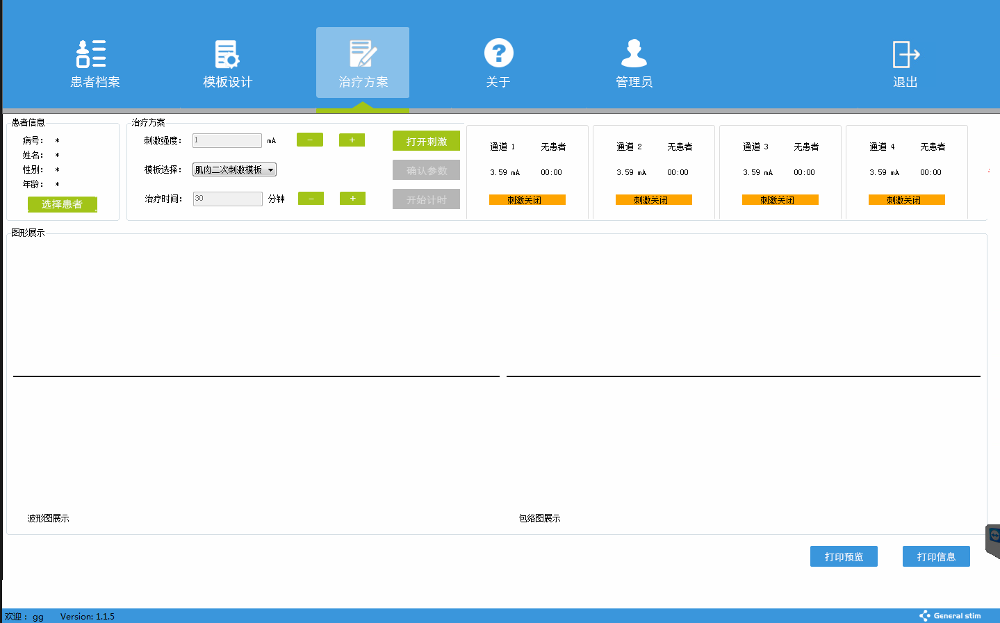 患者档案
模板设计
治疗方案
关于
管理员
退出
患者信息
病号： *
姓名： *
性别： *
年龄： *
选择患者
治疗方案
刺激强度： 1 mA － +
模板选择： 肌肉二次刺激模板
治疗时间： 30 分钟 － +
打开刺激
确认参数
开始计时
通道 1 无患者
3.59 mA 00:00
刺激关闭
通道 2 无患者
3.59 mA 00:00
刺激关闭
通道 3 无患者
3.59 mA 00:00
刺激关闭
通道 4 无患者
3.59 mA 00:00
刺激关闭
图形展示
波形图展示
包络图展示
打印预览
打印信息
欢迎： gg Version: 1.1.5
General stim